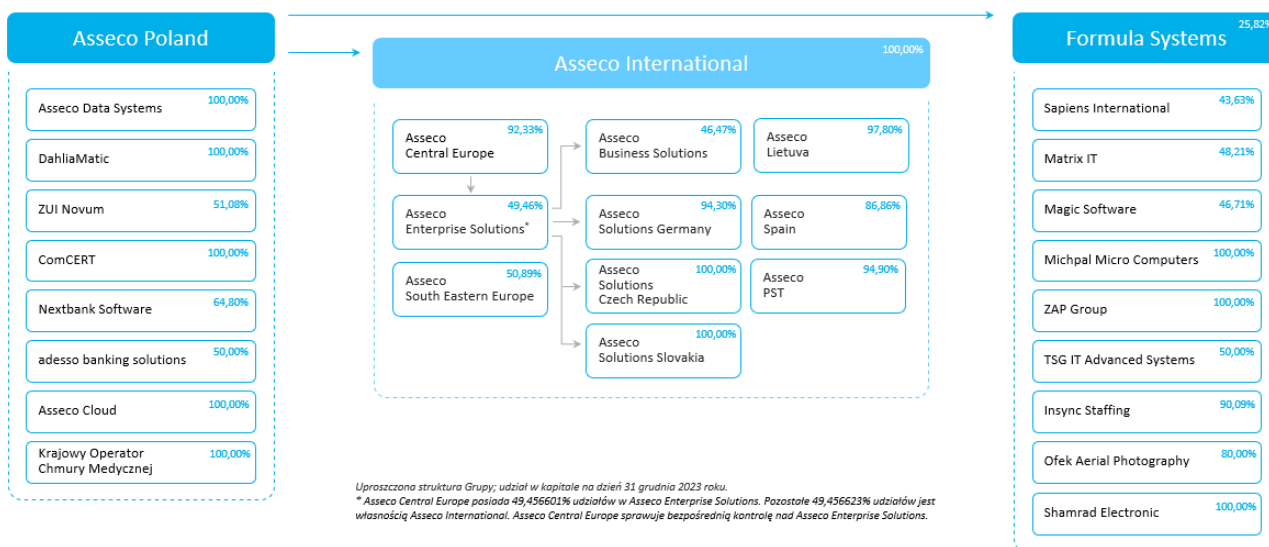 Asseco Poland
Asseco Data Systems
100,00%
DahliaMatic
100,00%
ZUI Novum
51,08%
ComCERT
100,00%
Nextbank Software
64,80%
adesso banking solutions
50,00%
Asseco Cloud
100,00%
Krajowy Operator
Chmury Medycznej
100,00%
Asseco International
100,00%
Asseco
Central Europe
92,33%
Asseco
Enterprise Solutions*
49,46%
Asseco
South Eastern Europe
50,89%
Asseco
Business Solutions
46,47%
Asseco
Solutions Germany
94,30%
Asseco
Solutions
Czech Republic
100,00%
Asseco
Solutions Slovakia
100,00%
Asseco
Lietuva
97,80%
Asseco
Spain
86,86%
Asseco
PST
94,90%
Uproszczona struktura Grupy; udział w kapitale na dzień 31 grudnia 2023 roku.
* Asseco Central Europe posiada 49,456601% udziałów w Asseco Enterprise Solutions. Pozostałe 49,456623% udziałów jest
własnością Asseco International. Asseco Central Europe sprawuje bezpośrednią kontrolę nad Asseco Enterprise Solutions.
Formula Systems
25,82%
Sapiens International
43,63%
Matrix IT
48,21%
Magic Software
46,71%
Michpal Micro Computers
100,00%
ZAP Group
100,00%
TSG IT Advanced Systems
50,00%
Insync Staffing
90,09%
Ofek Aerial Photography
80,00%
Shamrad Electronic
100,00%